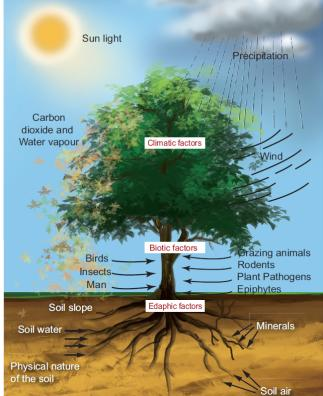 Sun light
Precipitation
Carbon
dioxide and
Water vapour
Climatic factors
Wind
Biotic factors
Birds
Insects
Man
Grazing animals
Rodents
Plant Pathogens
Epiphytes
Edaphic factors
Soil slope
Soil water
Minerals
Physical nature
of the soil
Soil air